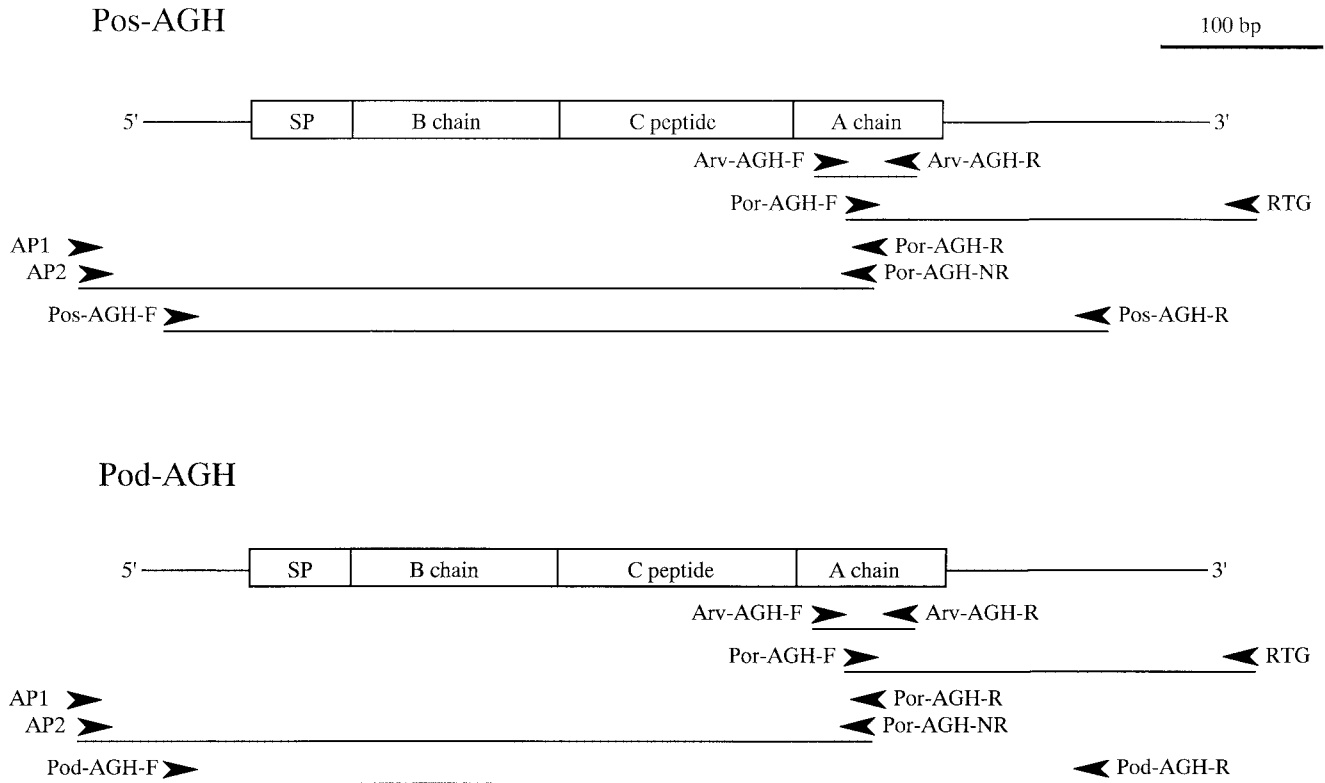 Pos-AGH
100 bp
5' SP B chain C peptide A chain 3'
Arv-AGH-F Arv-AGH-R
Por-AGH-F RTG
AP1 Por-AGH-R
AP2 Por-AGH-NR
Pos-AGH-F Pos-AGH-R
Pod-AGH
5' SP B chain C peptide A chain 3'
Arv-AGH-F Arv-AGH-R
Por-AGH-F RTG
AP1 Por-AGH-R
AP2 Por-AGH-NR
Pod-AGH-F Pod-AGH-R